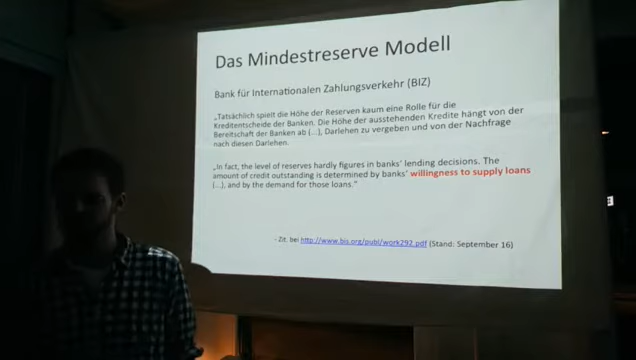 Das Mindestreserve Modell
Bank für Internationalen Zahlungsverkehr (BIZ)
„Tatsächlich spielt die Höhe der Reserven kaum eine Rolle für die
Kreditentscheide der Banken. Die Höhe der ausstehenden Kredite hängt von der
Bereitschaft der Banken ab (...), Darlehen zu vergeben und von der Nachfrage
nach diesen Darlehen.
„In fact, the level of reserves hardly figures in banks' lending decisions. The
amount of credit outstanding is determined by banks' willingness to supply loans
(...), and by the demand for those loans."
- Zit. bei http://www.bis.org/publ/work292.pdf (Stand: September 16)